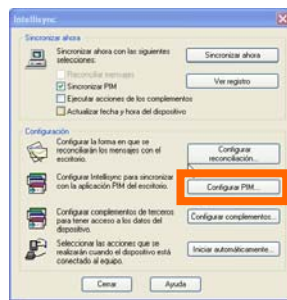 Intellisync
Sincronizar ahora
Sincronizar ahora con las siguientes
selecciones:
Sincronizar ahora
Reconciliar mensajes
Sincronizar PIM
Ver registro
Ejecutar acciones de los complementos
Actualizar fecha y hora del dispositivo
Configuración
Configurar la forma en que se
reconciliarán los mensajes con el
escritorio.
Configurar
reconciliación...
Configurar Intellisync para sincronizar
con la aplicación PIM del escritorio.
Configurar PIM...
Configurar complementos de terceros
para tener acceso a los datos del
dispositivo.
Configurar complementos...
Seleccionar las acciones que se
realizarán cuando el dispositivo está
conectado al equipo.
Iniciar automáticamente...
Cerrar
Ayuda